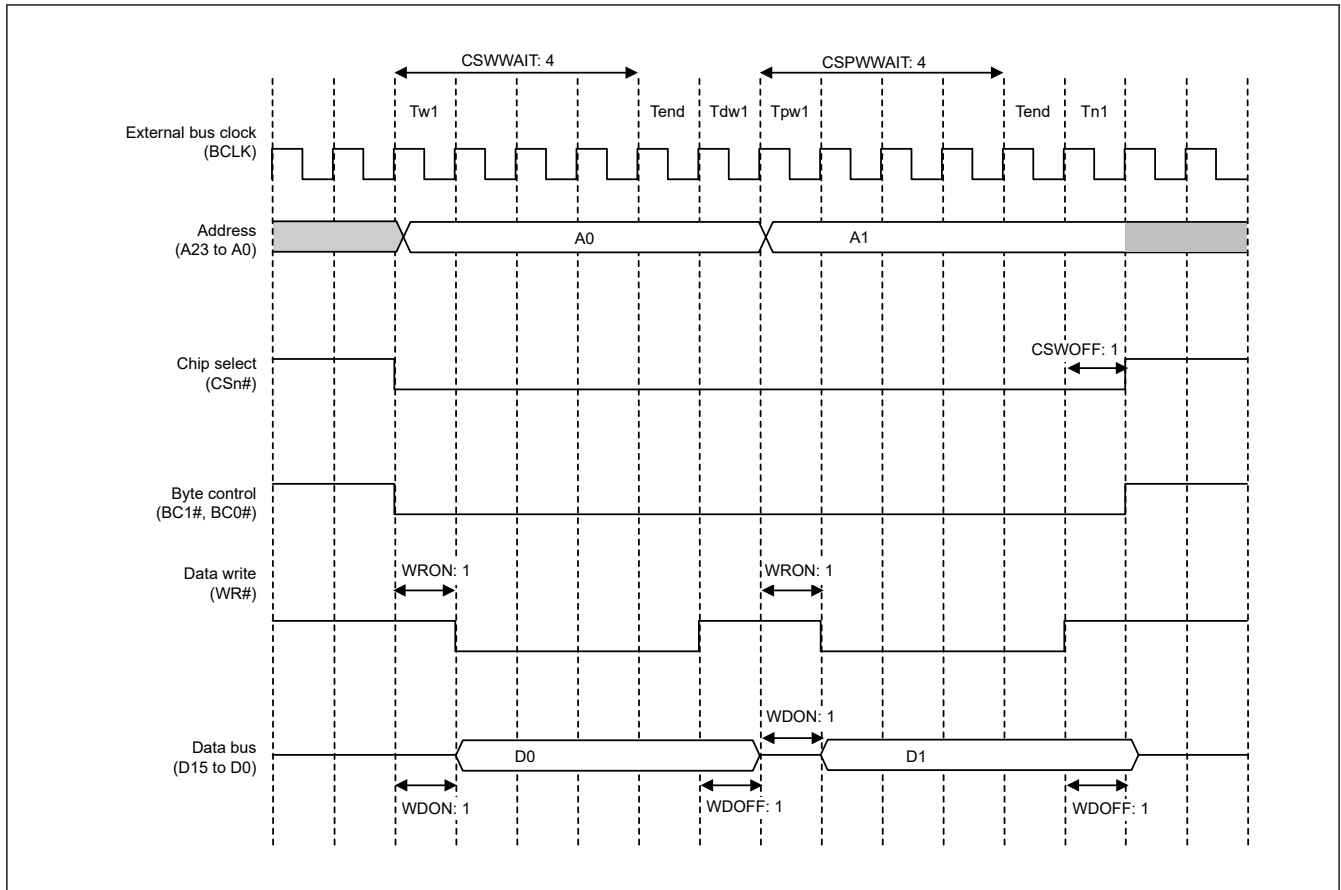 CSWWAIT: 4
CSPWWAIT: 4
Tw1
Tend
Tdw1
Tpw1
Tend
Tn1
External bus clock
(BCLK)
Address
(A23 to A0)
A0
A1
Chip select
(CSn#)
CSWOFF: 1
Byte control
(BC1#, BC0#)
Data write
(WR#)
WRON: 1
WRON: 1
WDON: 1
Data bus
(D15 to D0)
D0
D1
WDON: 1
WDOFF: 1
WDOFF: 1